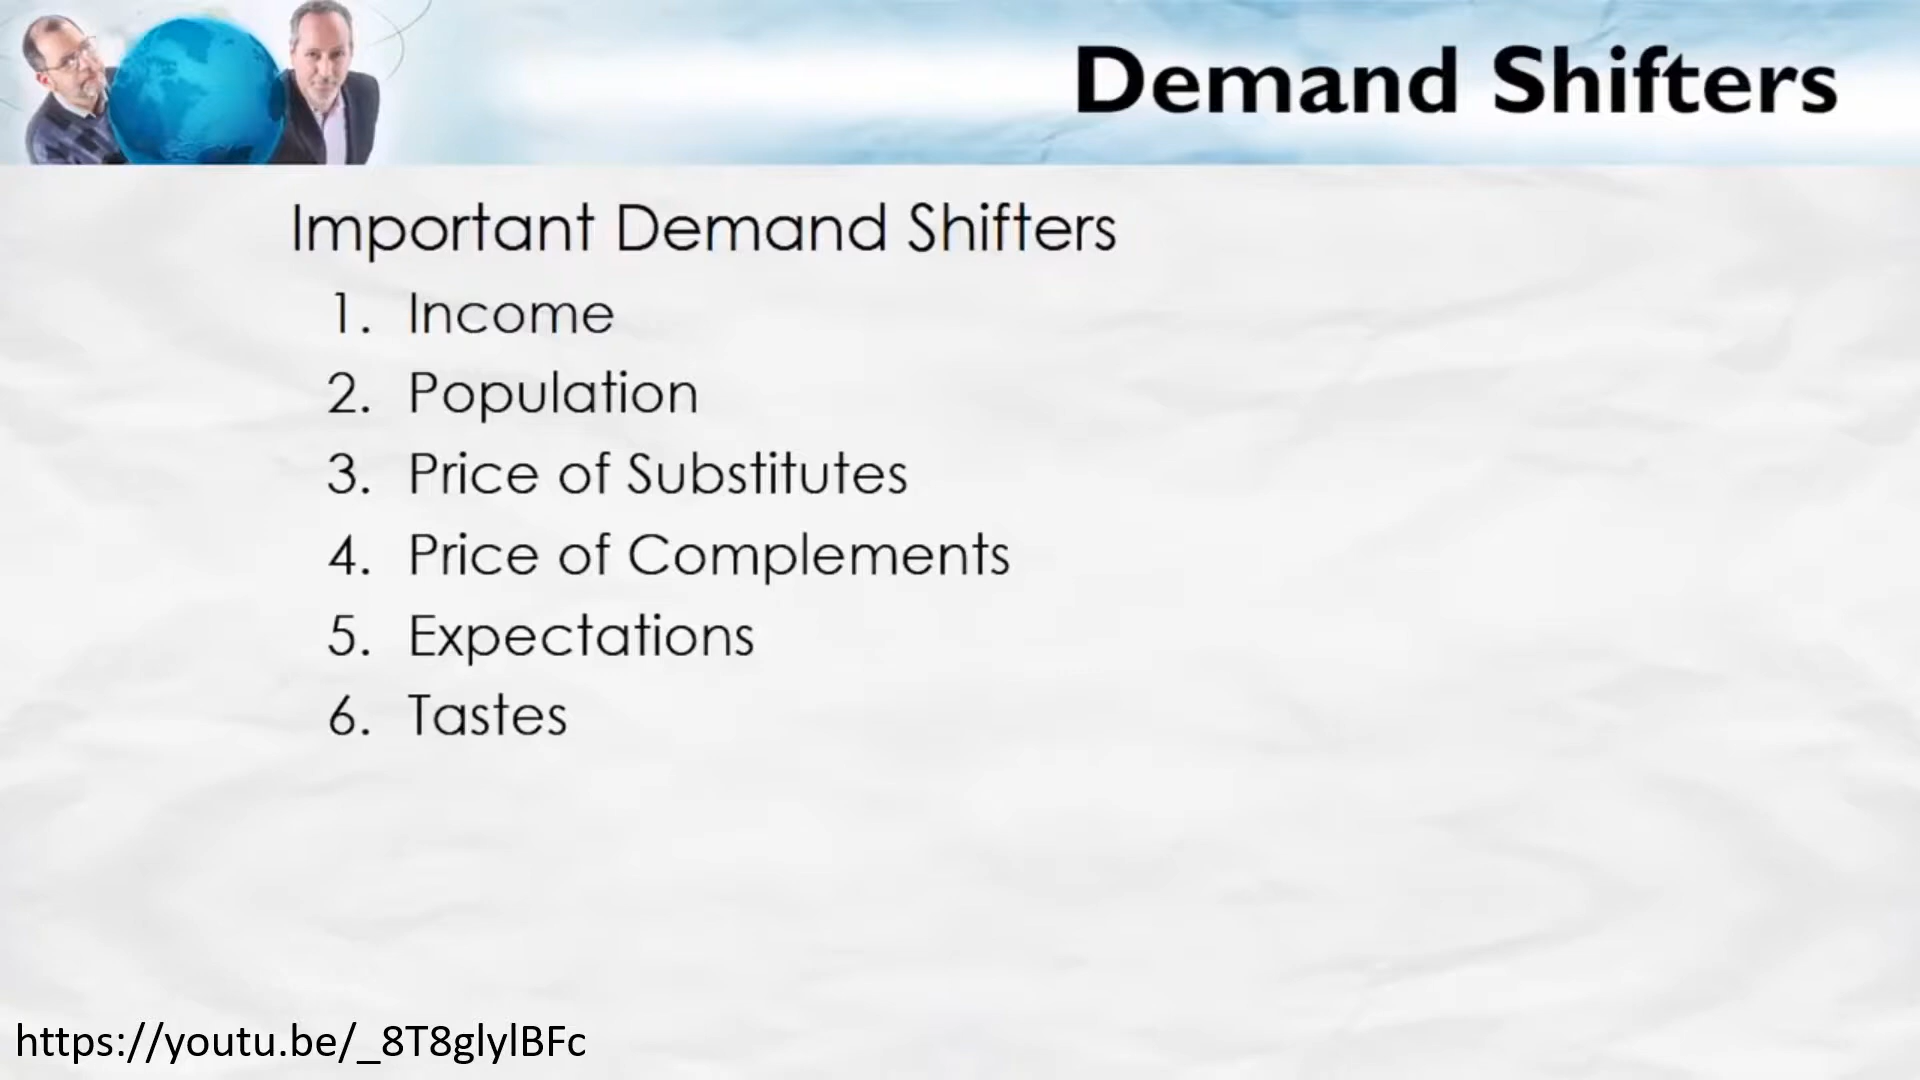 Demand Shifters
Important Demand Shifters
1. Income
2. Population
3. Price of Substitutes
4. Price of Complements
5. Expectations
6. Tastes
https://youtu.be/_8T8glylBFc